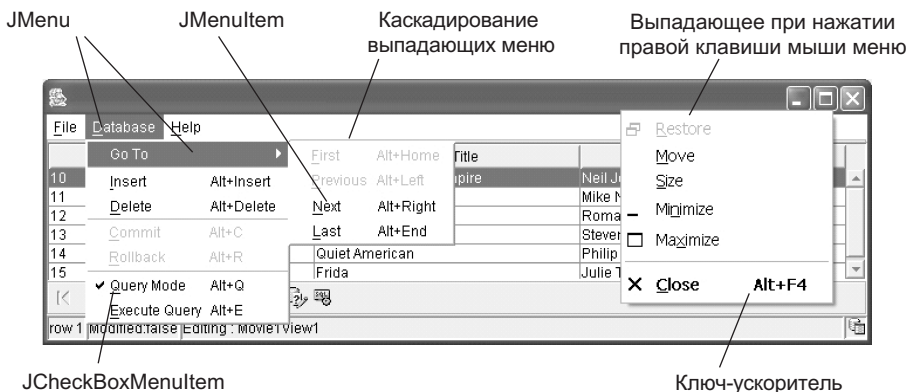 JMenu
JMenuItem
Каскадирование
выпадающих меню
Выпадающее при нажатии
правой клавиши мыши меню
File Database Help
Go To
Insert Alt+Insert
Delete Alt+Delete
Commit Alt+C
Rollback Alt+R
Query Mode Alt+Q
Execute Query Alt+E
First Alt+Home
Previous Alt+Left
Next Alt+Right
Last Alt+End
Title
10 pire Neil J
11 Mike N
12 Roma
13 Steve
14 Quiet American Philip
15 Frida Julie T
Restore
Move
Size
Minimize
Maximize
Close Alt+F4
row 1 Modified:false Editing : Movie1View1
JCheckBoxMenuItem
Ключ-ускоритель